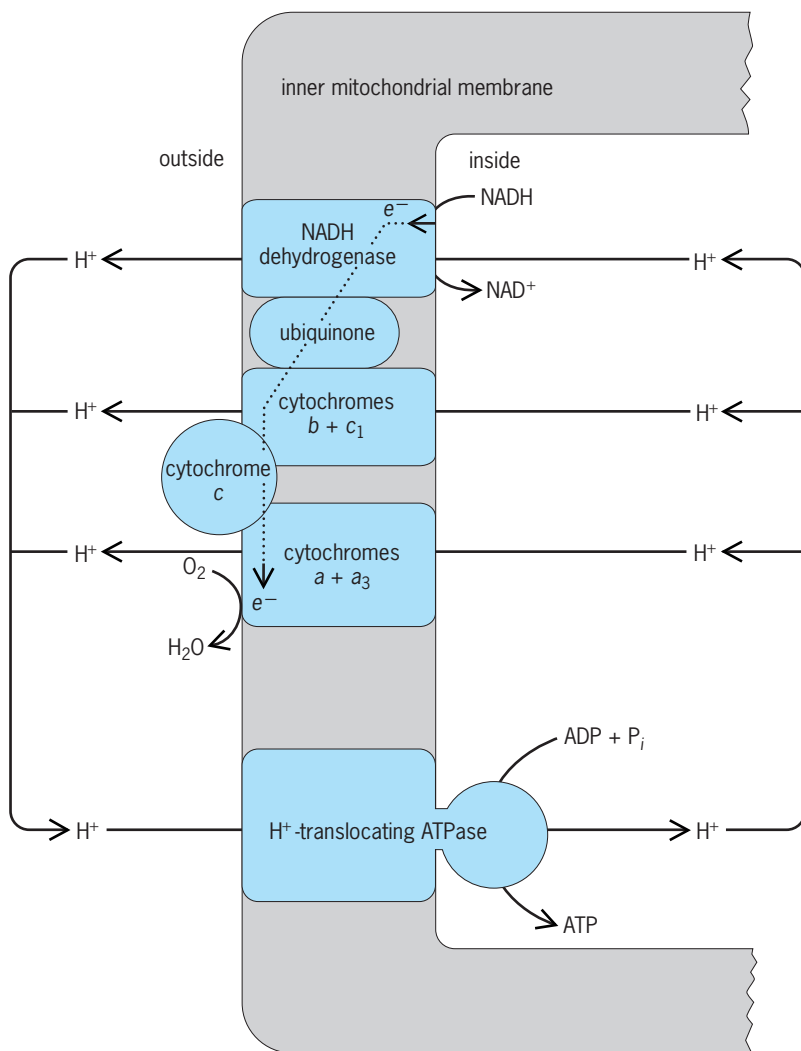 inner mitochondrial membrane
outside
inside
NADH
e⁻
NADH
dehydrogenase
H⁺
H⁺
NAD⁺
ubiquinone
H⁺
cytochromes
b + c₁
H⁺
cytochrome
c
H⁺
cytochromes
a + a₃
H⁺
O₂
e⁻
H₂O
ADP + Pᵢ
H⁺
H⁺-translocating ATPase
H⁺
ATP